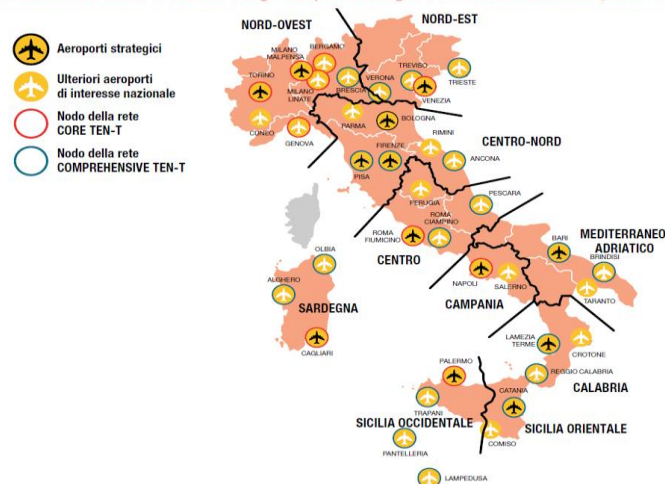 NORD-OVEST
NORD-EST
Aeroporti strategici
Ulteriori aeroporti
di interesse nazionale
Nodo della rete
CORE TEN-T
Nodo della rete
COMPREHENSIVE TEN-T
BERGAMO
MILANO
MALPENSA
TORINO
MILANO
LINATE
BRESCIA
VERONA
TREVISO
VENEZIA
TRIESTE
CUNEO
GENOVA
PARMA
BOLOGNA
RIMINI
FIRENZE
PISA
ANCONA
CENTRO-NORD
PERUGIA
PESCARA
ROMA
CIAMPINO
ROMA
FIUMICINO
CENTRO
MEDITERRANEO
ADRIATICO
BARI
BRINDISI
NAPOLI
SALERNO
TARANTO
CAMPANIA
OLBIA
ALGHERO
SARDEGNA
CAGLIARI
LAMEZIA
TERME
CROTONE
REGGIO CALABRIA
CALABRIA
PALERMO
CATANIA
TRAPANI
SICILIA OCCIDENTALE
SICILIA ORIENTALE
COMISO
PANTELLERIA
LAMPEDUSA